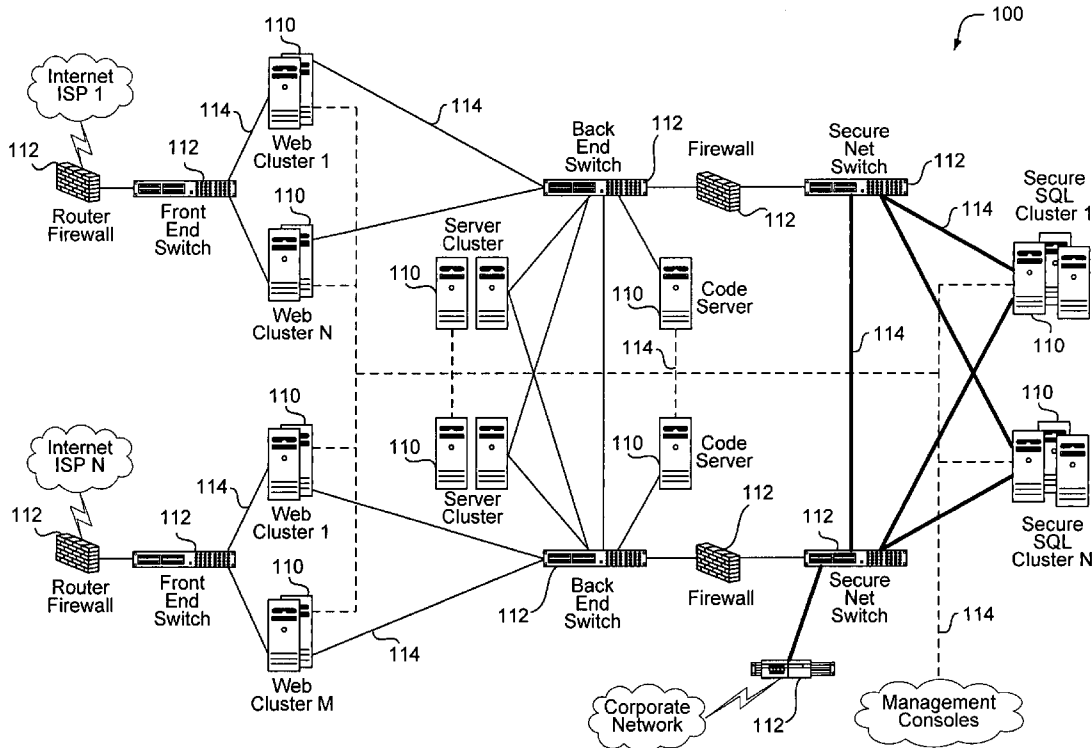 100
110
Internet
ISP 1
114
112
112
Web
Cluster 1
Router
Firewall
Front
End
Switch
110
Web
Cluster N
114
Back
End
Switch
112
Firewall
112
Secure
Net
Switch
112
Secure
SQL
Cluster 1
114
110
Server
Cluster
110
110
Code
Server
114
114
110
Internet
ISP N
114
112
112
Web
Cluster 1
Router
Firewall
Front
End
Switch
110
Web
Cluster M
114
110
Server
Cluster
110
Code
Server
112
Back
End
Switch
112
Firewall
112
Secure
Net
Switch
110
Secure
SQL
Cluster N
114
112
Corporate
Network
Management
Consoles